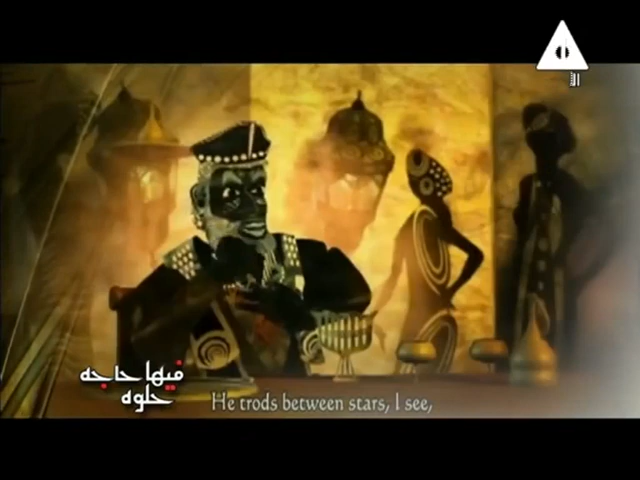 فيها حاجه
حلوه
He trods between stars, I see,